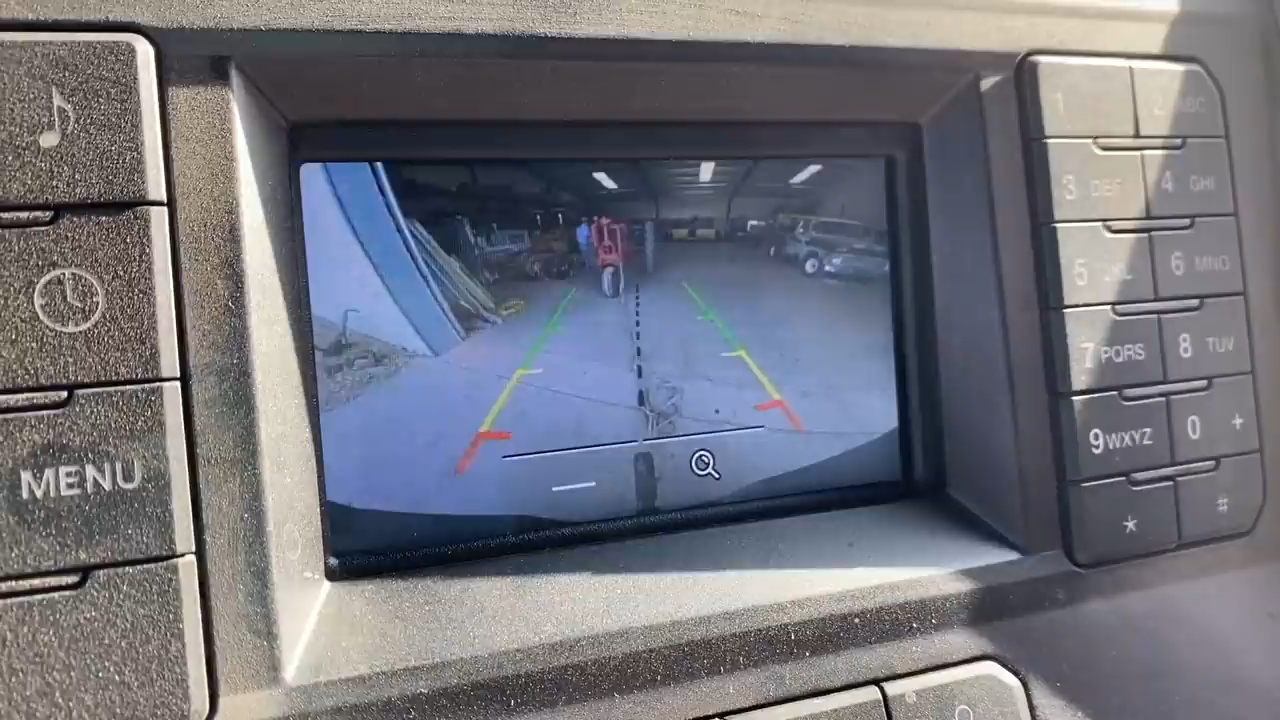 1
2 ABC
3 DEF
4 GHI
5 JKL
6 MNO
7 PQRS
8 TUV
9 WXYZ
0 +
*
#
MENU